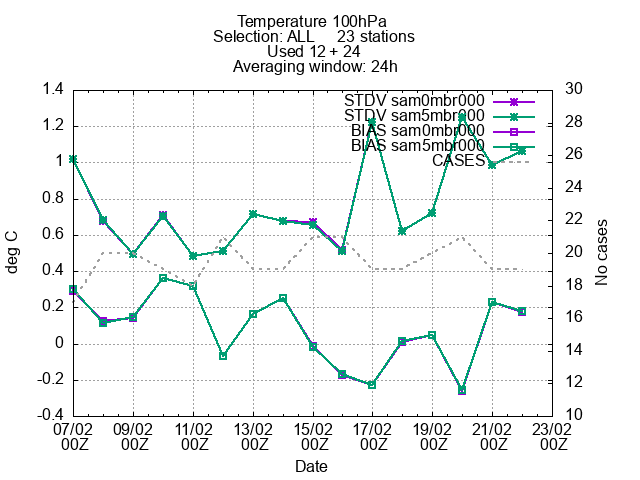 Temperature 100hPa
Selection: ALL 23 stations
Used 12 + 24
Averaging window: 24h
STDV sam0mbr000
STDV sam5mbr000
BIAS sam0mbr000
BIAS sam5mbr000
CASES
1.4
1.2
1
0.8
0.6
0.4
0.2
0
-0.2
-0.4
deg C
30
28
26
24
22
20
18
16
14
12
10
No cases
07/02 09/02 11/02 13/02 15/02 17/02 19/02 21/02 23/02
00Z 00Z 00Z 00Z 00Z 00Z 00Z 00Z 00Z
Date